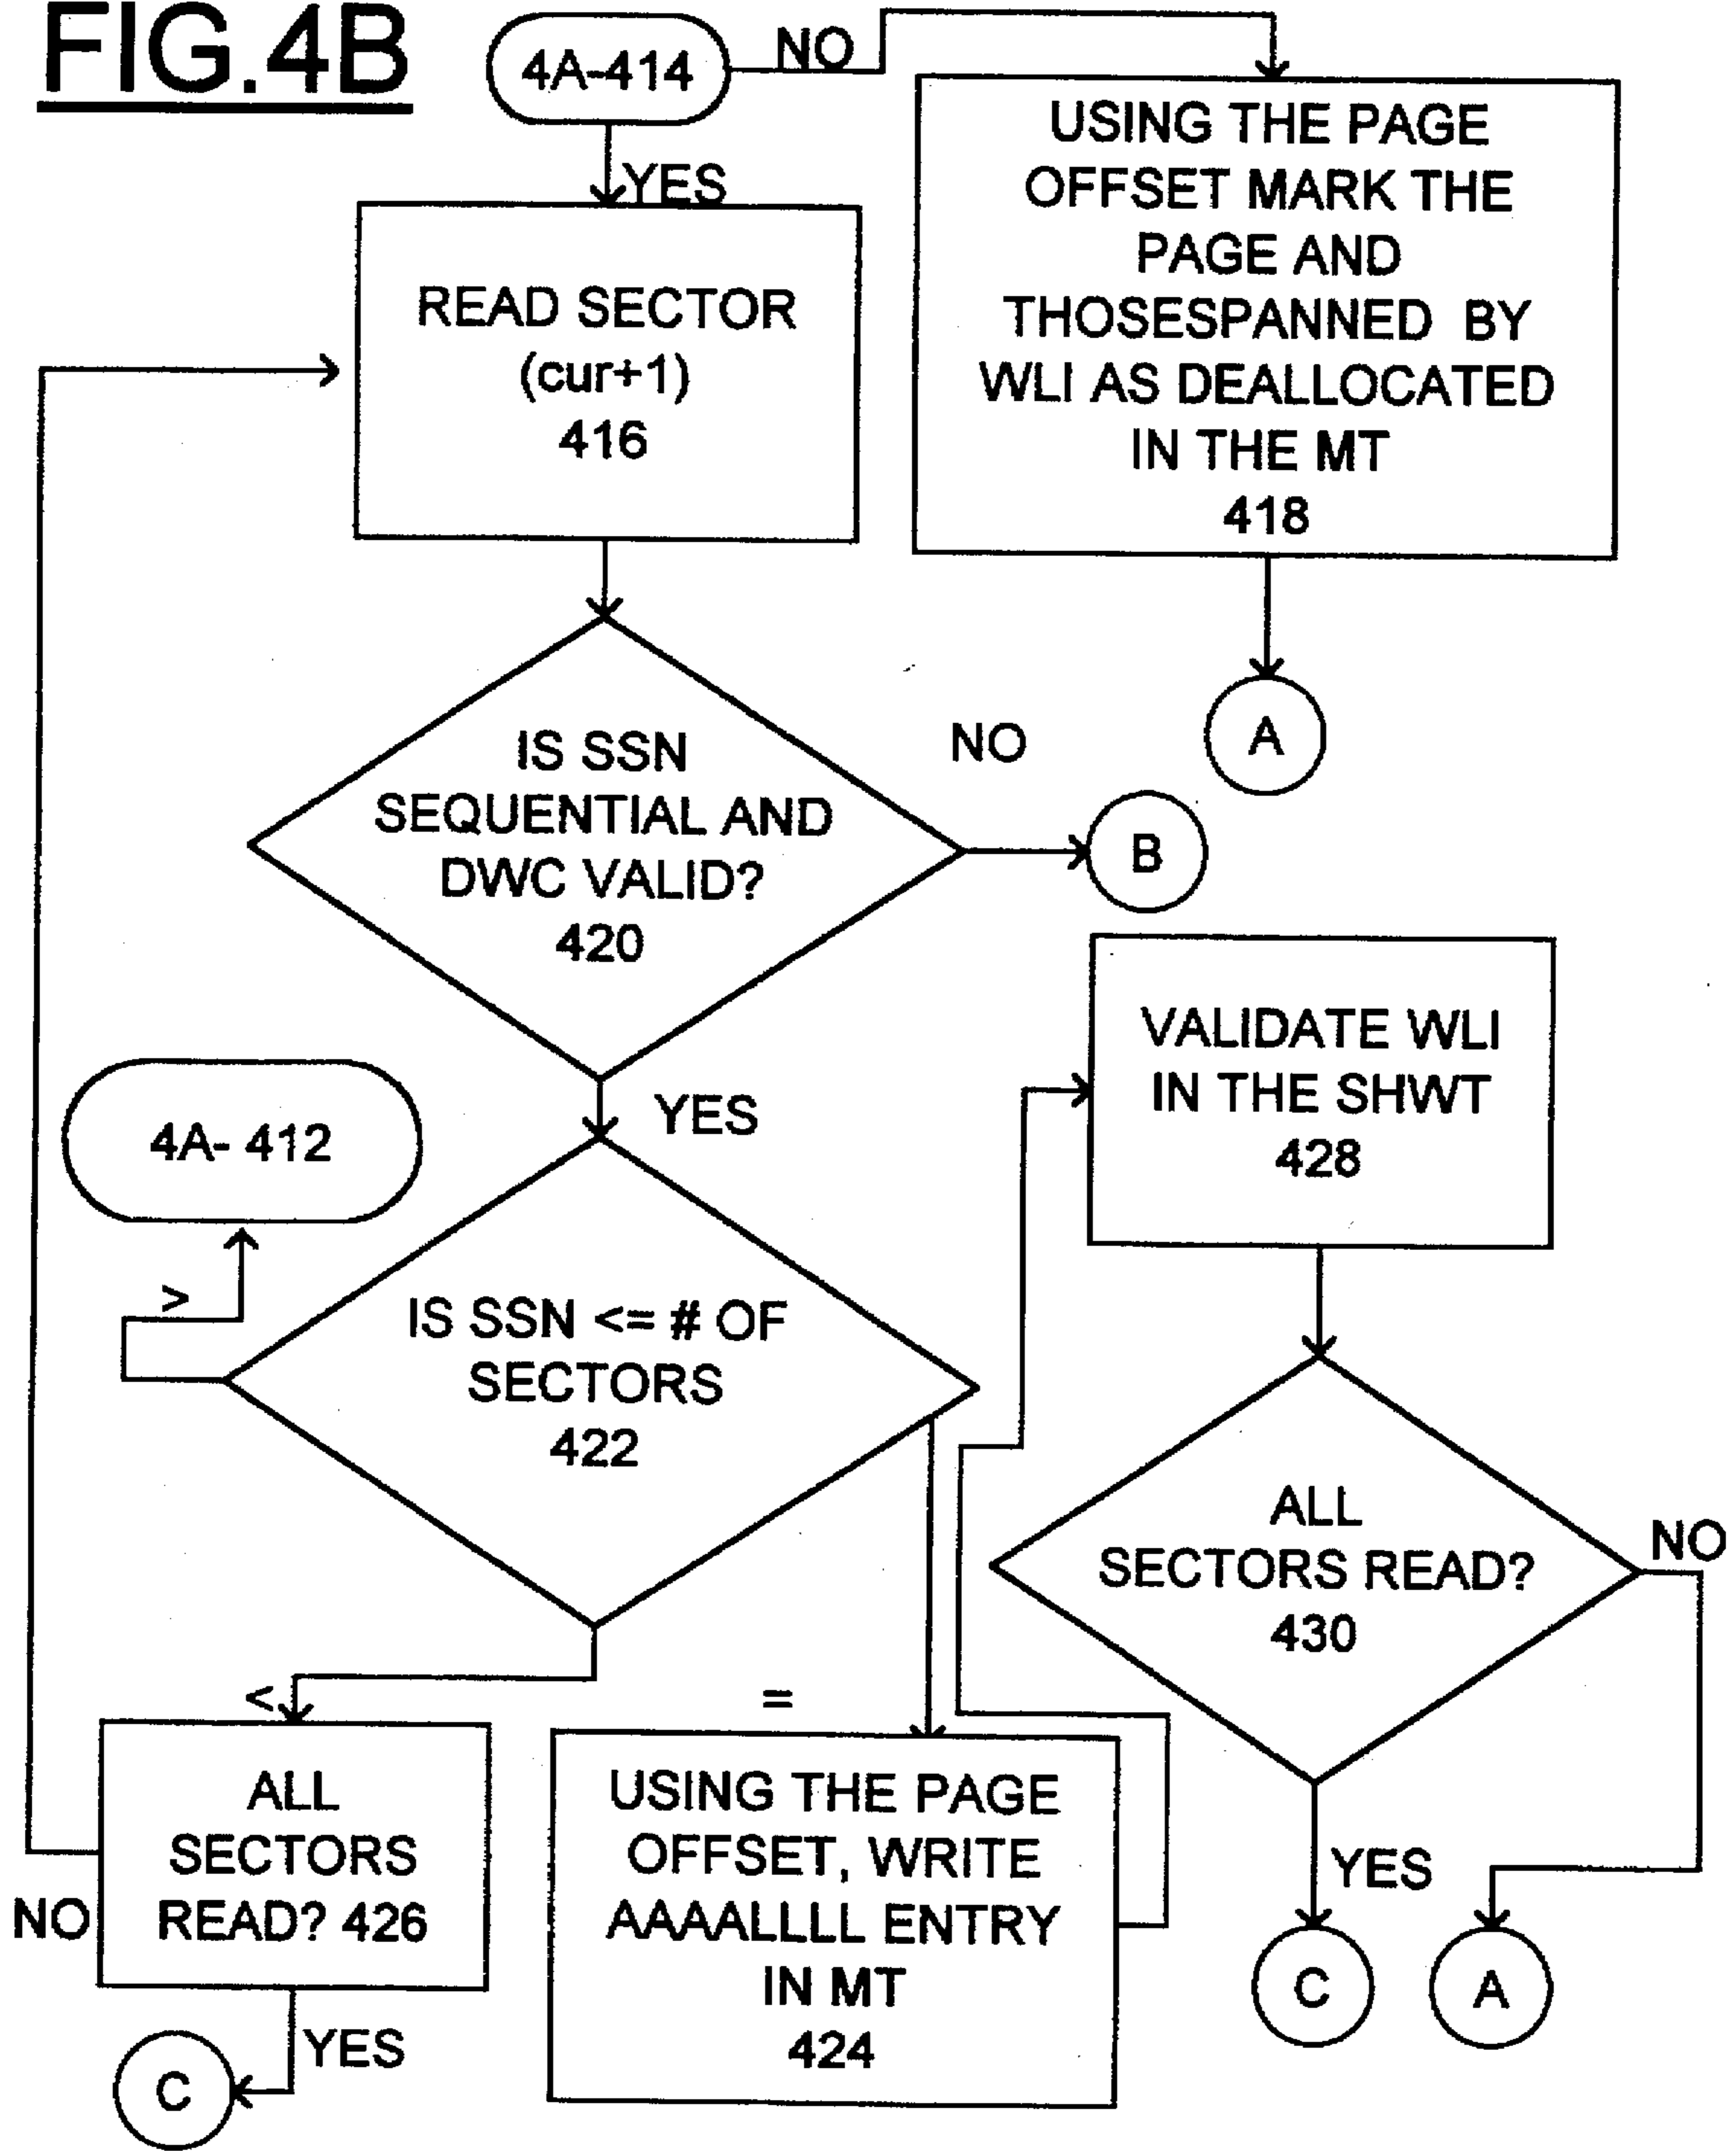 FIG.4B
4A-414
NO
YES
USING THE PAGE
OFFSET MARK THE
PAGE AND
THOSESPANNED BY
WLI AS DEALLOCATED
IN THE MT
418
READ SECTOR
(cur+1)
416
A
IS SSN
SEQUENTIAL AND
DWC VALID?
420
NO
B
YES
VALIDATE WLI
IN THE SHWT
428
4A- 412
>
IS SSN <= # OF
SECTORS
422
ALL
SECTORS READ?
430
NO
<
=
ALL
SECTORS
READ? 426
NO
YES
C
USING THE PAGE
OFFSET, WRITE
AAAALLLL ENTRY
IN MT
424
YES
C
A